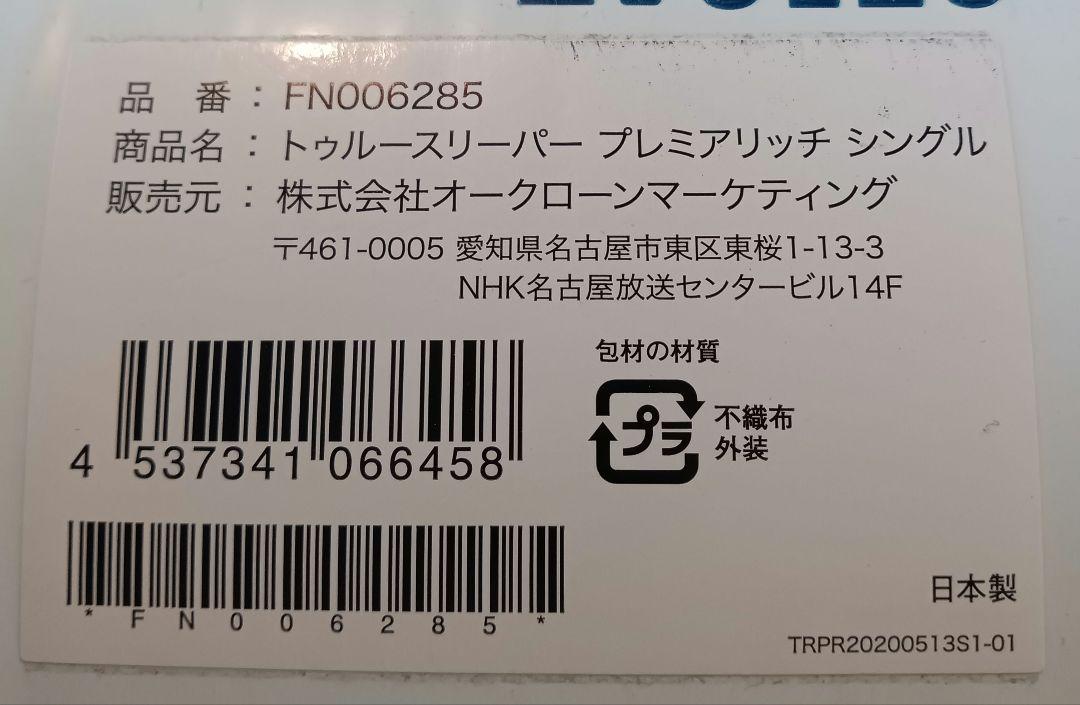 品　番：FN006285
商品名：トゥルースリーパー プレミアリッチ シングル
販売元：株式会社オークローンマーケティング
〒461-0005 愛知県名古屋市東区東桜1-13-3
NHK名古屋放送センタービル14F
包材の材質
プラ
不織布
外装
4 537341 066458
*FN006285*
日本製
TRPR20200513S1-01